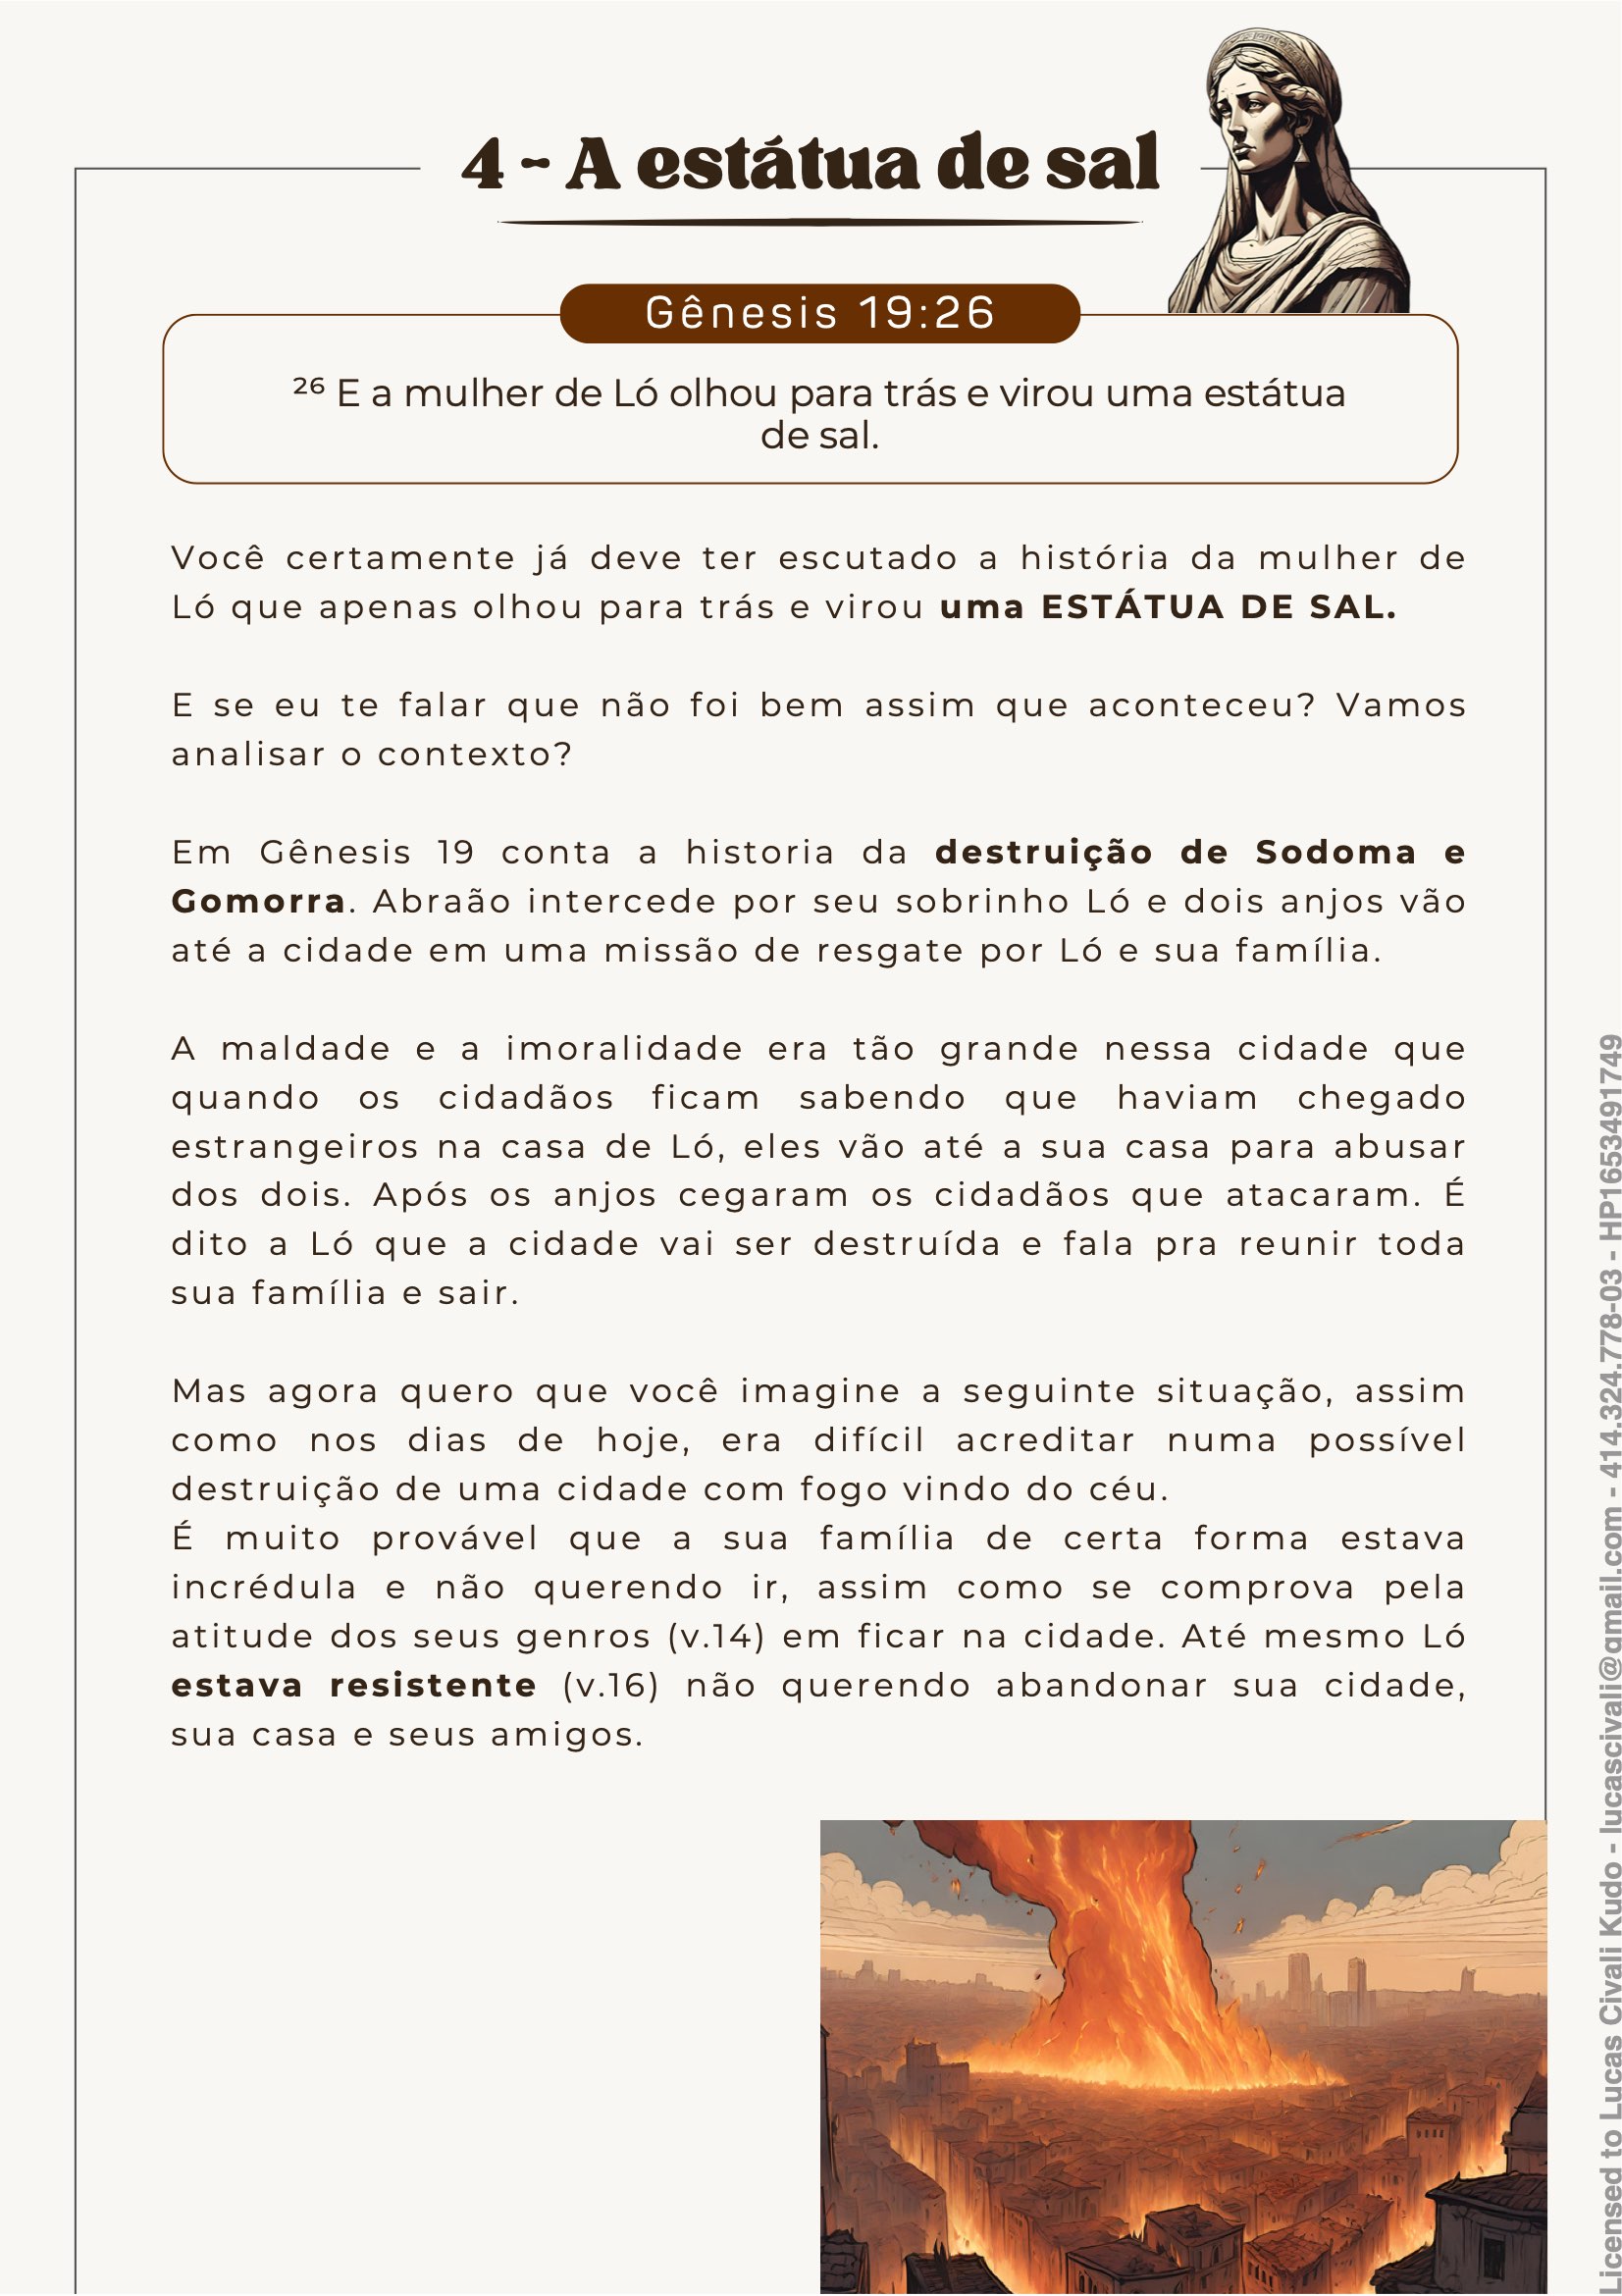 4 - A estátua de sal
Gênesis 19:26
²⁶ E a mulher de Ló olhou para trás e virou uma estátua
de sal.
Você certamente já deve ter escutado a história da mulher de
Ló que apenas olhou para trás e virou uma ESTÁTUA DE SAL.
E se eu te falar que não foi bem assim que aconteceu? Vamos
analisar o contexto?
Em Gênesis 19 conta a historia da destruição de Sodoma e
Gomorra. Abraão intercede por seu sobrinho Ló e dois anjos vão
até a cidade em uma missão de resgate por Ló e sua família.
A maldade e a imoralidade era tão grande nessa cidade que
quando os cidadãos ficam sabendo que haviam chegado
estrangeiros na casa de Ló, eles vão até a sua casa para abusar
dos dois. Após os anjos cegaram os cidadãos que atacaram. É
dito a Ló que a cidade vai ser destruída e fala pra reunir toda
sua família e sair.
Mas agora quero que você imagine a seguinte situação, assim
como nos dias de hoje, era difícil acreditar numa possível
destruição de uma cidade com fogo vindo do céu.
É muito provável que a sua família de certa forma estava
incrédula e não querendo ir, assim como se comprova pela
atitude dos seus genros (v.14) em ficar na cidade. Até mesmo Ló
estava resistente (v.16) não querendo abandonar sua cidade,
sua casa e seus amigos.
Licensed to Lucas Civali Kudo - lucascivali@gmail.com - 414.324.778-03 - HP1653491749